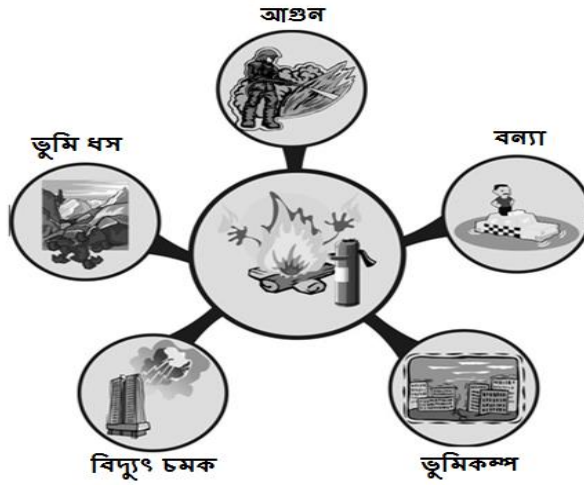 আগুন
ভুমি ধস
বন্যা
বিদ্যুৎ চমক
ভুমিকম্প